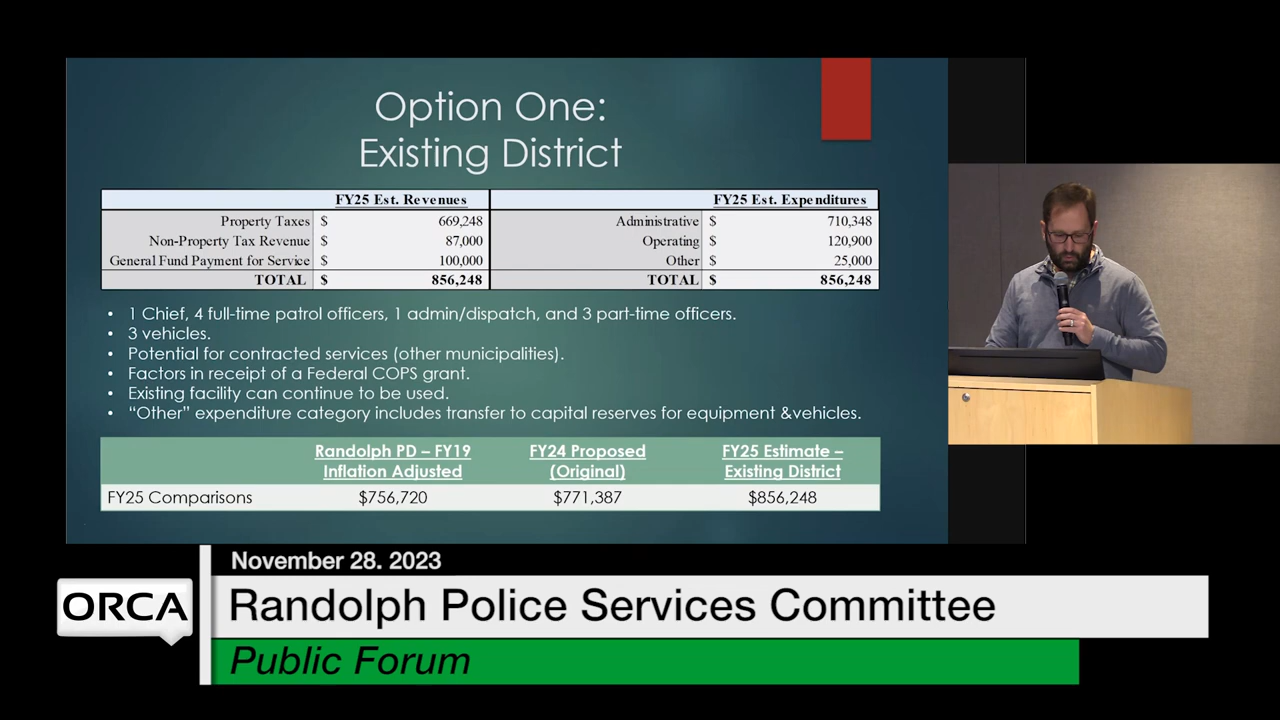 Option One:
Existing District
FY25 Est. Revenues FY25 Est. Expenditures
Property Taxes $ 669,248 Administrative $ 710,348
Non-Property Tax Revenue $ 87,000 Operating $ 120,900
General Fund Payment for Service $ 100,000 Other $ 25,000
TOTAL $ 856,248 TOTAL $ 856,248
• 1 Chief, 4 full-time patrol officers, 1 admin/dispatch, and 3 part-time officers.
• 3 vehicles.
• Potential for contracted services (other municipalities).
• Factors in receipt of a Federal COPS grant.
• Existing facility can continue to be used.
• “Other” expenditure category includes transfer to capital reserves for equipment &vehicles.
Randolph PD – FY19 FY24 Proposed FY25 Estimate –
Inflation Adjusted (Original) Existing District
FY25 Comparisons $756,720 $771,387 $856,248
November 28. 2023
ORCA
Randolph Police Services Committee
Public Forum